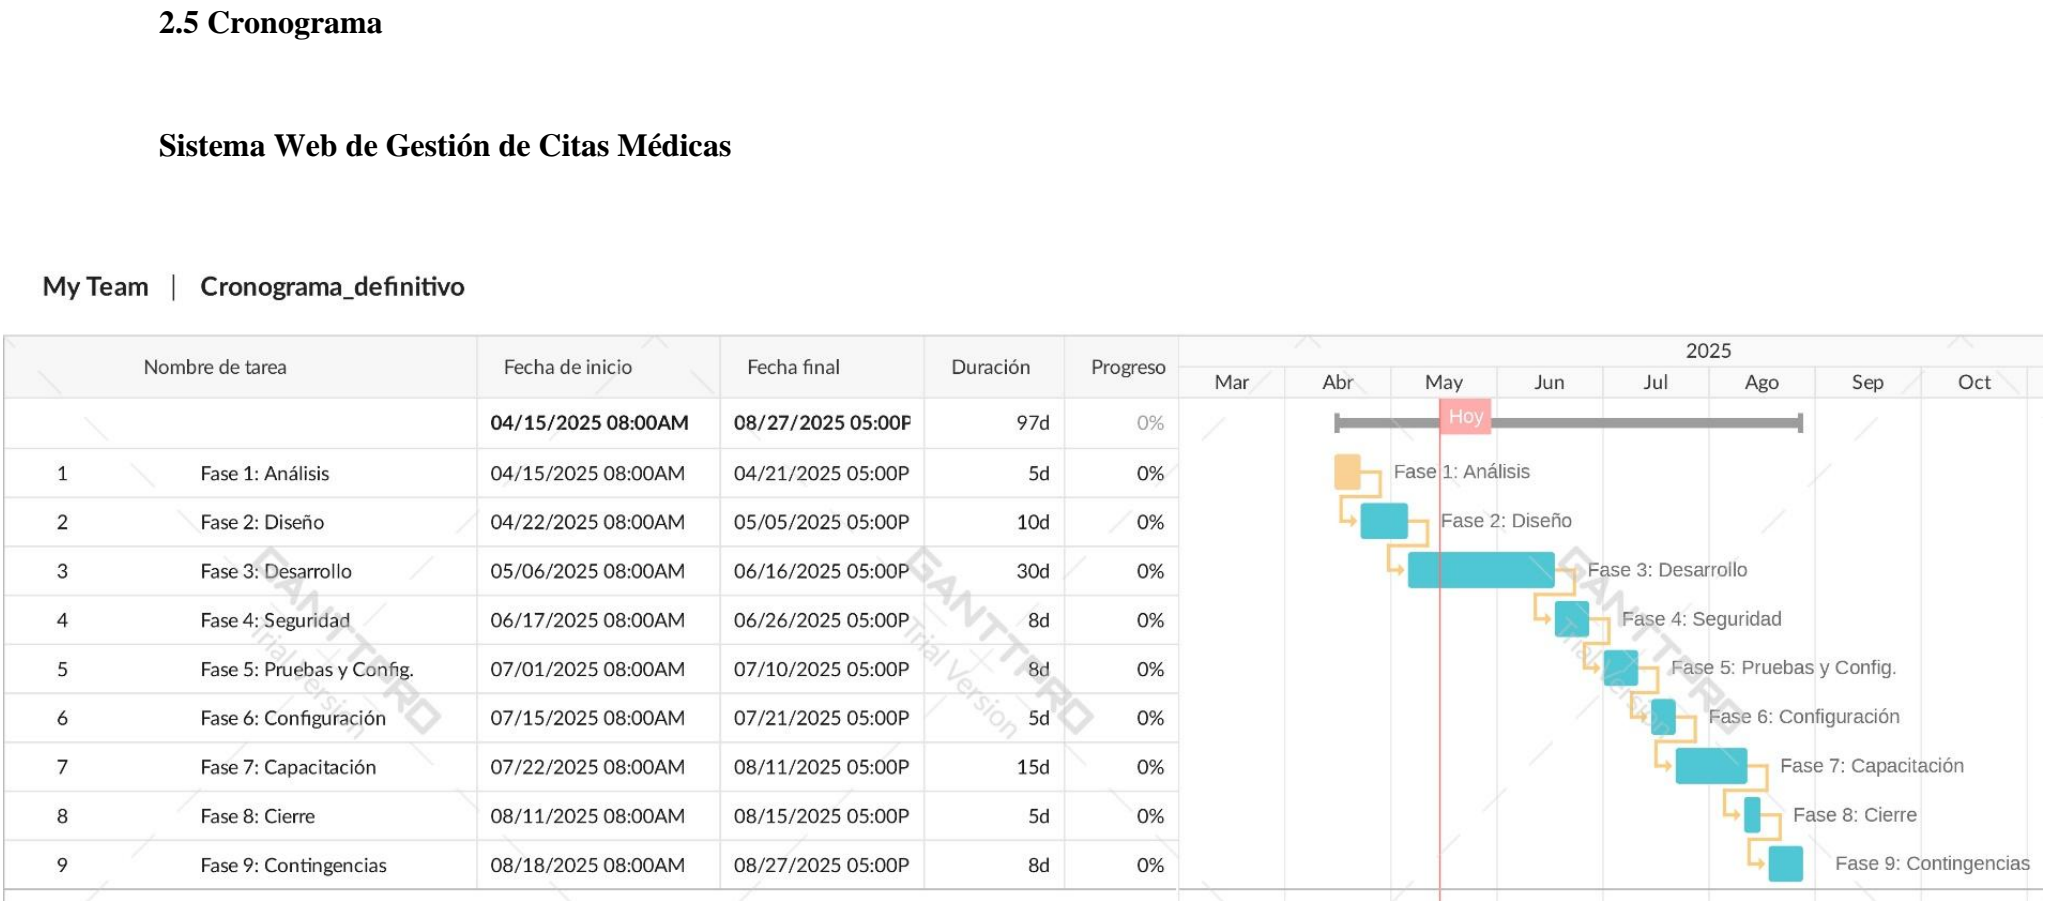 2.5 Cronograma
Sistema Web de Gestión de Citas Médicas
My Team | Cronograma_definitivo
Nombre de tarea Fecha de inicio Fecha final Duración Progreso 2025
Mar Abr May Jun Jul Ago Sep Oct
04/15/2025 08:00AM 08/27/2025 05:00P 97d 0% Hoy
1 Fase 1: Análisis 04/15/2025 08:00AM 04/21/2025 05:00P 5d 0% Fase 1: Análisis
2 Fase 2: Diseño 04/22/2025 08:00AM 05/05/2025 05:00P 10d 0% Fase 2: Diseño
3 Fase 3: Desarrollo 05/06/2025 08:00AM 06/16/2025 05:00P 30d 0% Fase 3: Desarrollo
4 Fase 4: Seguridad 06/17/2025 08:00AM 06/26/2025 05:00P 8d 0% Fase 4: Seguridad
5 Fase 5: Pruebas y Config. 07/01/2025 08:00AM 07/10/2025 05:00P 8d 0% Fase 5: Pruebas y Config.
6 Fase 6: Configuración 07/15/2025 08:00AM 07/21/2025 05:00P 5d 0% Fase 6: Configuración
7 Fase 7: Capacitación 07/22/2025 08:00AM 08/11/2025 05:00P 15d 0% Fase 7: Capacitación
8 Fase 8: Cierre 08/11/2025 08:00AM 08/15/2025 05:00P 5d 0% Fase 8: Cierre
9 Fase 9: Contingencias 08/18/2025 08:00AM 08/27/2025 05:00P 8d 0% Fase 9: Contingencias
GANTTPRO
Trial Version
GANTTPRO
Trial Version
GANTTPRO
Trial Version